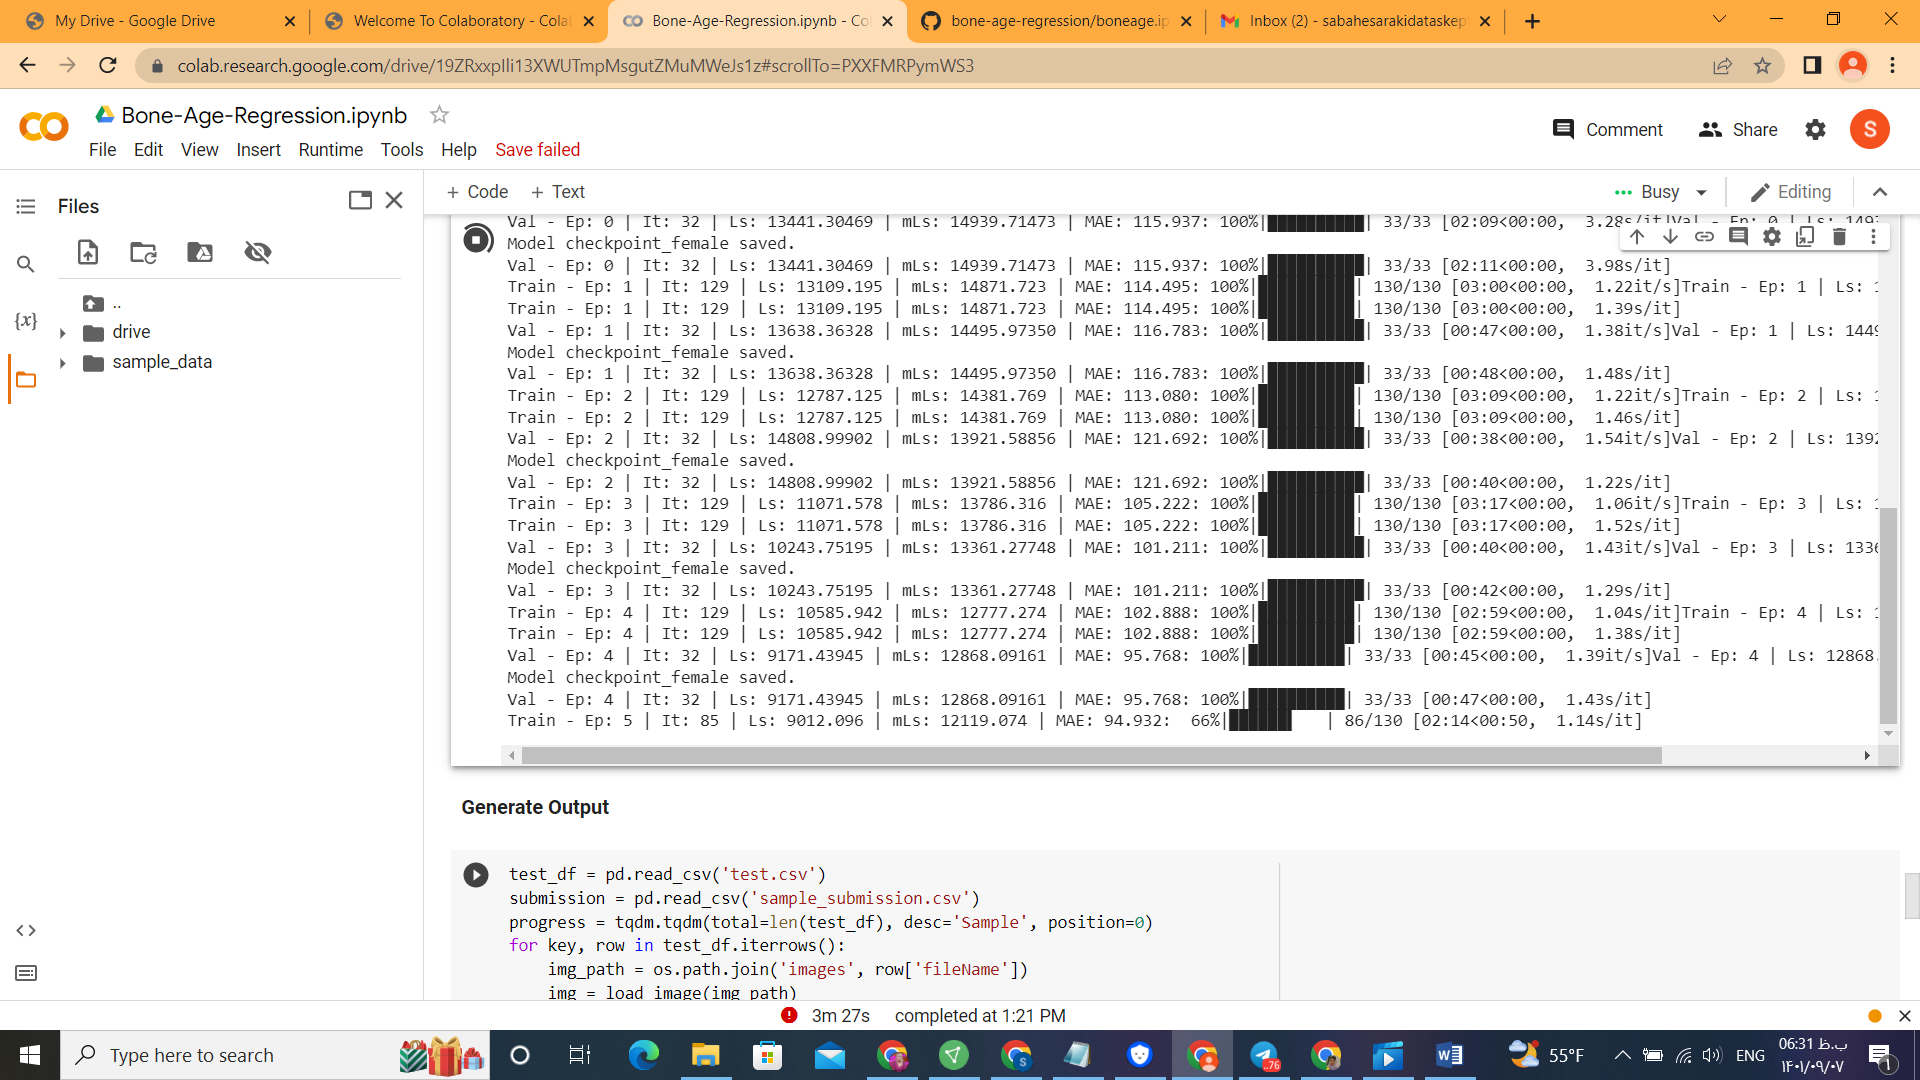 My Drive - Google Drive
Welcome To Colaboratory - Colab
Bone-Age-Regression.ipynb - Co
bone-age-regression/boneage.ip
Inbox (2) - sabahesarakidataskep
colab.research.google.com/drive/19ZRxxpIli13XWUTmpMsgutZMuMWeJs1z#scrollTo=PXXFMRPymWS3
Bone-Age-Regression.ipynb
File Edit View Insert Runtime Tools Help Save failed
Comment Share S
Files
..
drive
sample_data
{x}
+ Code + Text
Busy Editing
Val - Ep: 0 | It: 32 | Ls: 13441.30469 | mLs: 14939.71473 | MAE: 115.937: 100%|██████████| 33/33 [02:09<00:00, 3.28s/it]Val - Ep: 0 | Ls: 1493
Model checkpoint_female saved.
Val - Ep: 0 | It: 32 | Ls: 13441.30469 | mLs: 14939.71473 | MAE: 115.937: 100%|██████████| 33/33 [02:11<00:00, 3.98s/it]
Train - Ep: 1 | It: 129 | Ls: 13109.195 | mLs: 14871.723 | MAE: 114.495: 100%|██████████| 130/130 [03:00<00:00, 1.22it/s]Train - Ep: 1 | Ls: 1
Train - Ep: 1 | It: 129 | Ls: 13109.195 | mLs: 14871.723 | MAE: 114.495: 100%|██████████| 130/130 [03:00<00:00, 1.39s/it]
Val - Ep: 1 | It: 32 | Ls: 13638.36328 | mLs: 14495.97350 | MAE: 116.783: 100%|██████████| 33/33 [00:47<00:00, 1.38it/s]Val - Ep: 1 | Ls: 1449
Model checkpoint_female saved.
Val - Ep: 1 | It: 32 | Ls: 13638.36328 | mLs: 14495.97350 | MAE: 116.783: 100%|██████████| 33/33 [00:48<00:00, 1.48s/it]
Train - Ep: 2 | It: 129 | Ls: 12787.125 | mLs: 14381.769 | MAE: 113.080: 100%|██████████| 130/130 [03:09<00:00, 1.22it/s]Train - Ep: 2 | Ls: 1
Train - Ep: 2 | It: 129 | Ls: 12787.125 | mLs: 14381.769 | MAE: 113.080: 100%|██████████| 130/130 [03:09<00:00, 1.46s/it]
Val - Ep: 2 | It: 32 | Ls: 14808.99902 | mLs: 13921.58856 | MAE: 121.692: 100%|██████████| 33/33 [00:38<00:00, 1.54it/s]Val - Ep: 2 | Ls: 1392
Model checkpoint_female saved.
Val - Ep: 2 | It: 32 | Ls: 14808.99902 | mLs: 13921.58856 | MAE: 121.692: 100%|██████████| 33/33 [00:40<00:00, 1.22s/it]
Train - Ep: 3 | It: 129 | Ls: 11071.578 | mLs: 13786.316 | MAE: 105.222: 100%|██████████| 130/130 [03:17<00:00, 1.06it/s]Train - Ep: 3 | Ls: 1
Train - Ep: 3 | It: 129 | Ls: 11071.578 | mLs: 13786.316 | MAE: 105.222: 100%|██████████| 130/130 [03:17<00:00, 1.52s/it]
Val - Ep: 3 | It: 32 | Ls: 10243.75195 | mLs: 13361.27748 | MAE: 101.211: 100%|██████████| 33/33 [00:40<00:00, 1.43it/s]Val - Ep: 3 | Ls: 1336
Model checkpoint_female saved.
Val - Ep: 3 | It: 32 | Ls: 10243.75195 | mLs: 13361.27748 | MAE: 101.211: 100%|██████████| 33/33 [00:42<00:00, 1.29s/it]
Train - Ep: 4 | It: 129 | Ls: 10585.942 | mLs: 12777.274 | MAE: 102.888: 100%|██████████| 130/130 [02:59<00:00, 1.04s/it]Train - Ep: 4 | Ls: 1
Train - Ep: 4 | It: 129 | Ls: 10585.942 | mLs: 12777.274 | MAE: 102.888: 100%|██████████| 130/130 [02:59<00:00, 1.38s/it]
Val - Ep: 4 | It: 32 | Ls: 9171.43945 | mLs: 12868.09161 | MAE: 95.768: 100%|██████████| 33/33 [00:45<00:00, 1.39it/s]Val - Ep: 4 | Ls: 12868.
Model checkpoint_female saved.
Val - Ep: 4 | It: 32 | Ls: 9171.43945 | mLs: 12868.09161 | MAE: 95.768: 100%|██████████| 33/33 [00:47<00:00, 1.43s/it]
Train - Ep: 5 | It: 85 | Ls: 9012.096 | mLs: 12119.074 | MAE: 94.932: 66%|██████▌ | 86/130 [02:14<00:50, 1.14s/it]
Generate Output
test_df = pd.read_csv('test.csv')
submission = pd.read_csv('sample_submission.csv')
progress = tqdm.tqdm(total=len(test_df), desc='Sample', position=0)
for key, row in test_df.iterrows():
img_path = os.path.join('images', row['fileName'])
img = load_image(img_path)
3m 27s completed at 1:21 PM
Type here to search
..76
55°F
ENG
06:31 ب.ظ
۱۴۰۱/۰۹/۰۷
۱